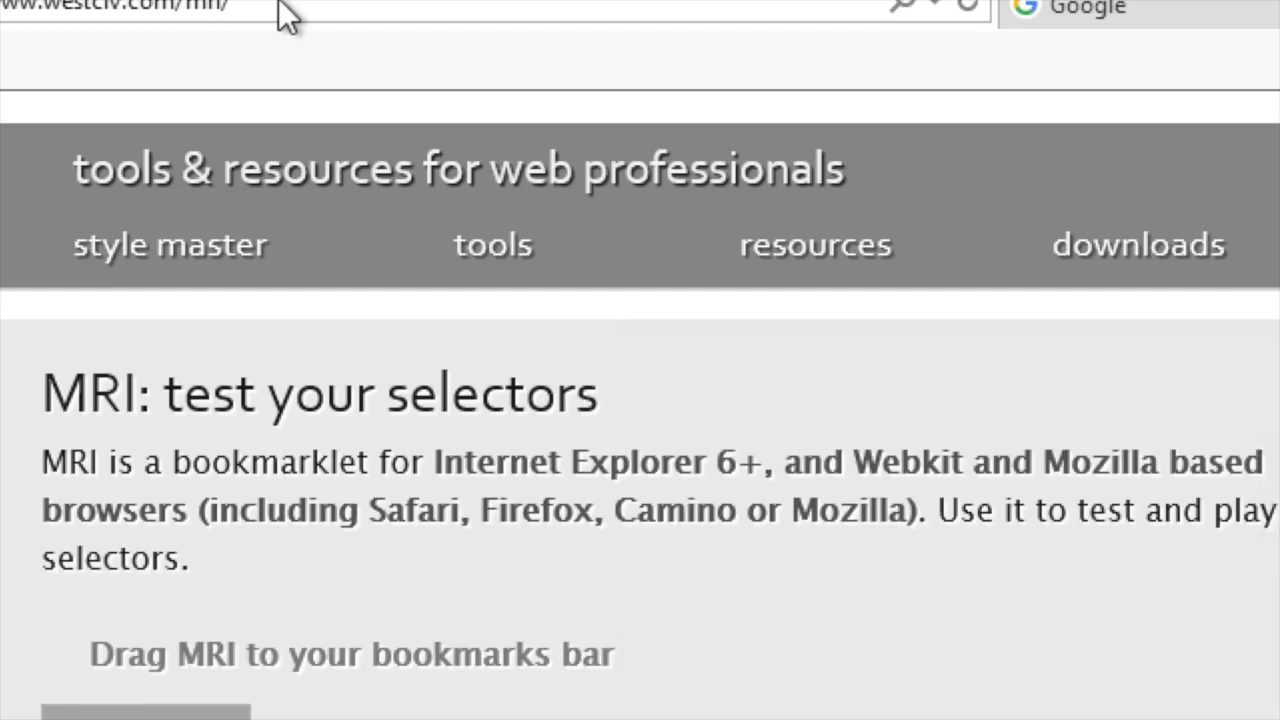 www.westciv.com/mri/
Google
tools & resources for web professionals
style master tools resources downloads
MRI: test your selectors
MRI is a bookmarklet for Internet Explorer 6+, and Webkit and Mozilla based
browsers (including Safari, Firefox, Camino or Mozilla). Use it to test and play
selectors.
Drag MRI to your bookmarks bar